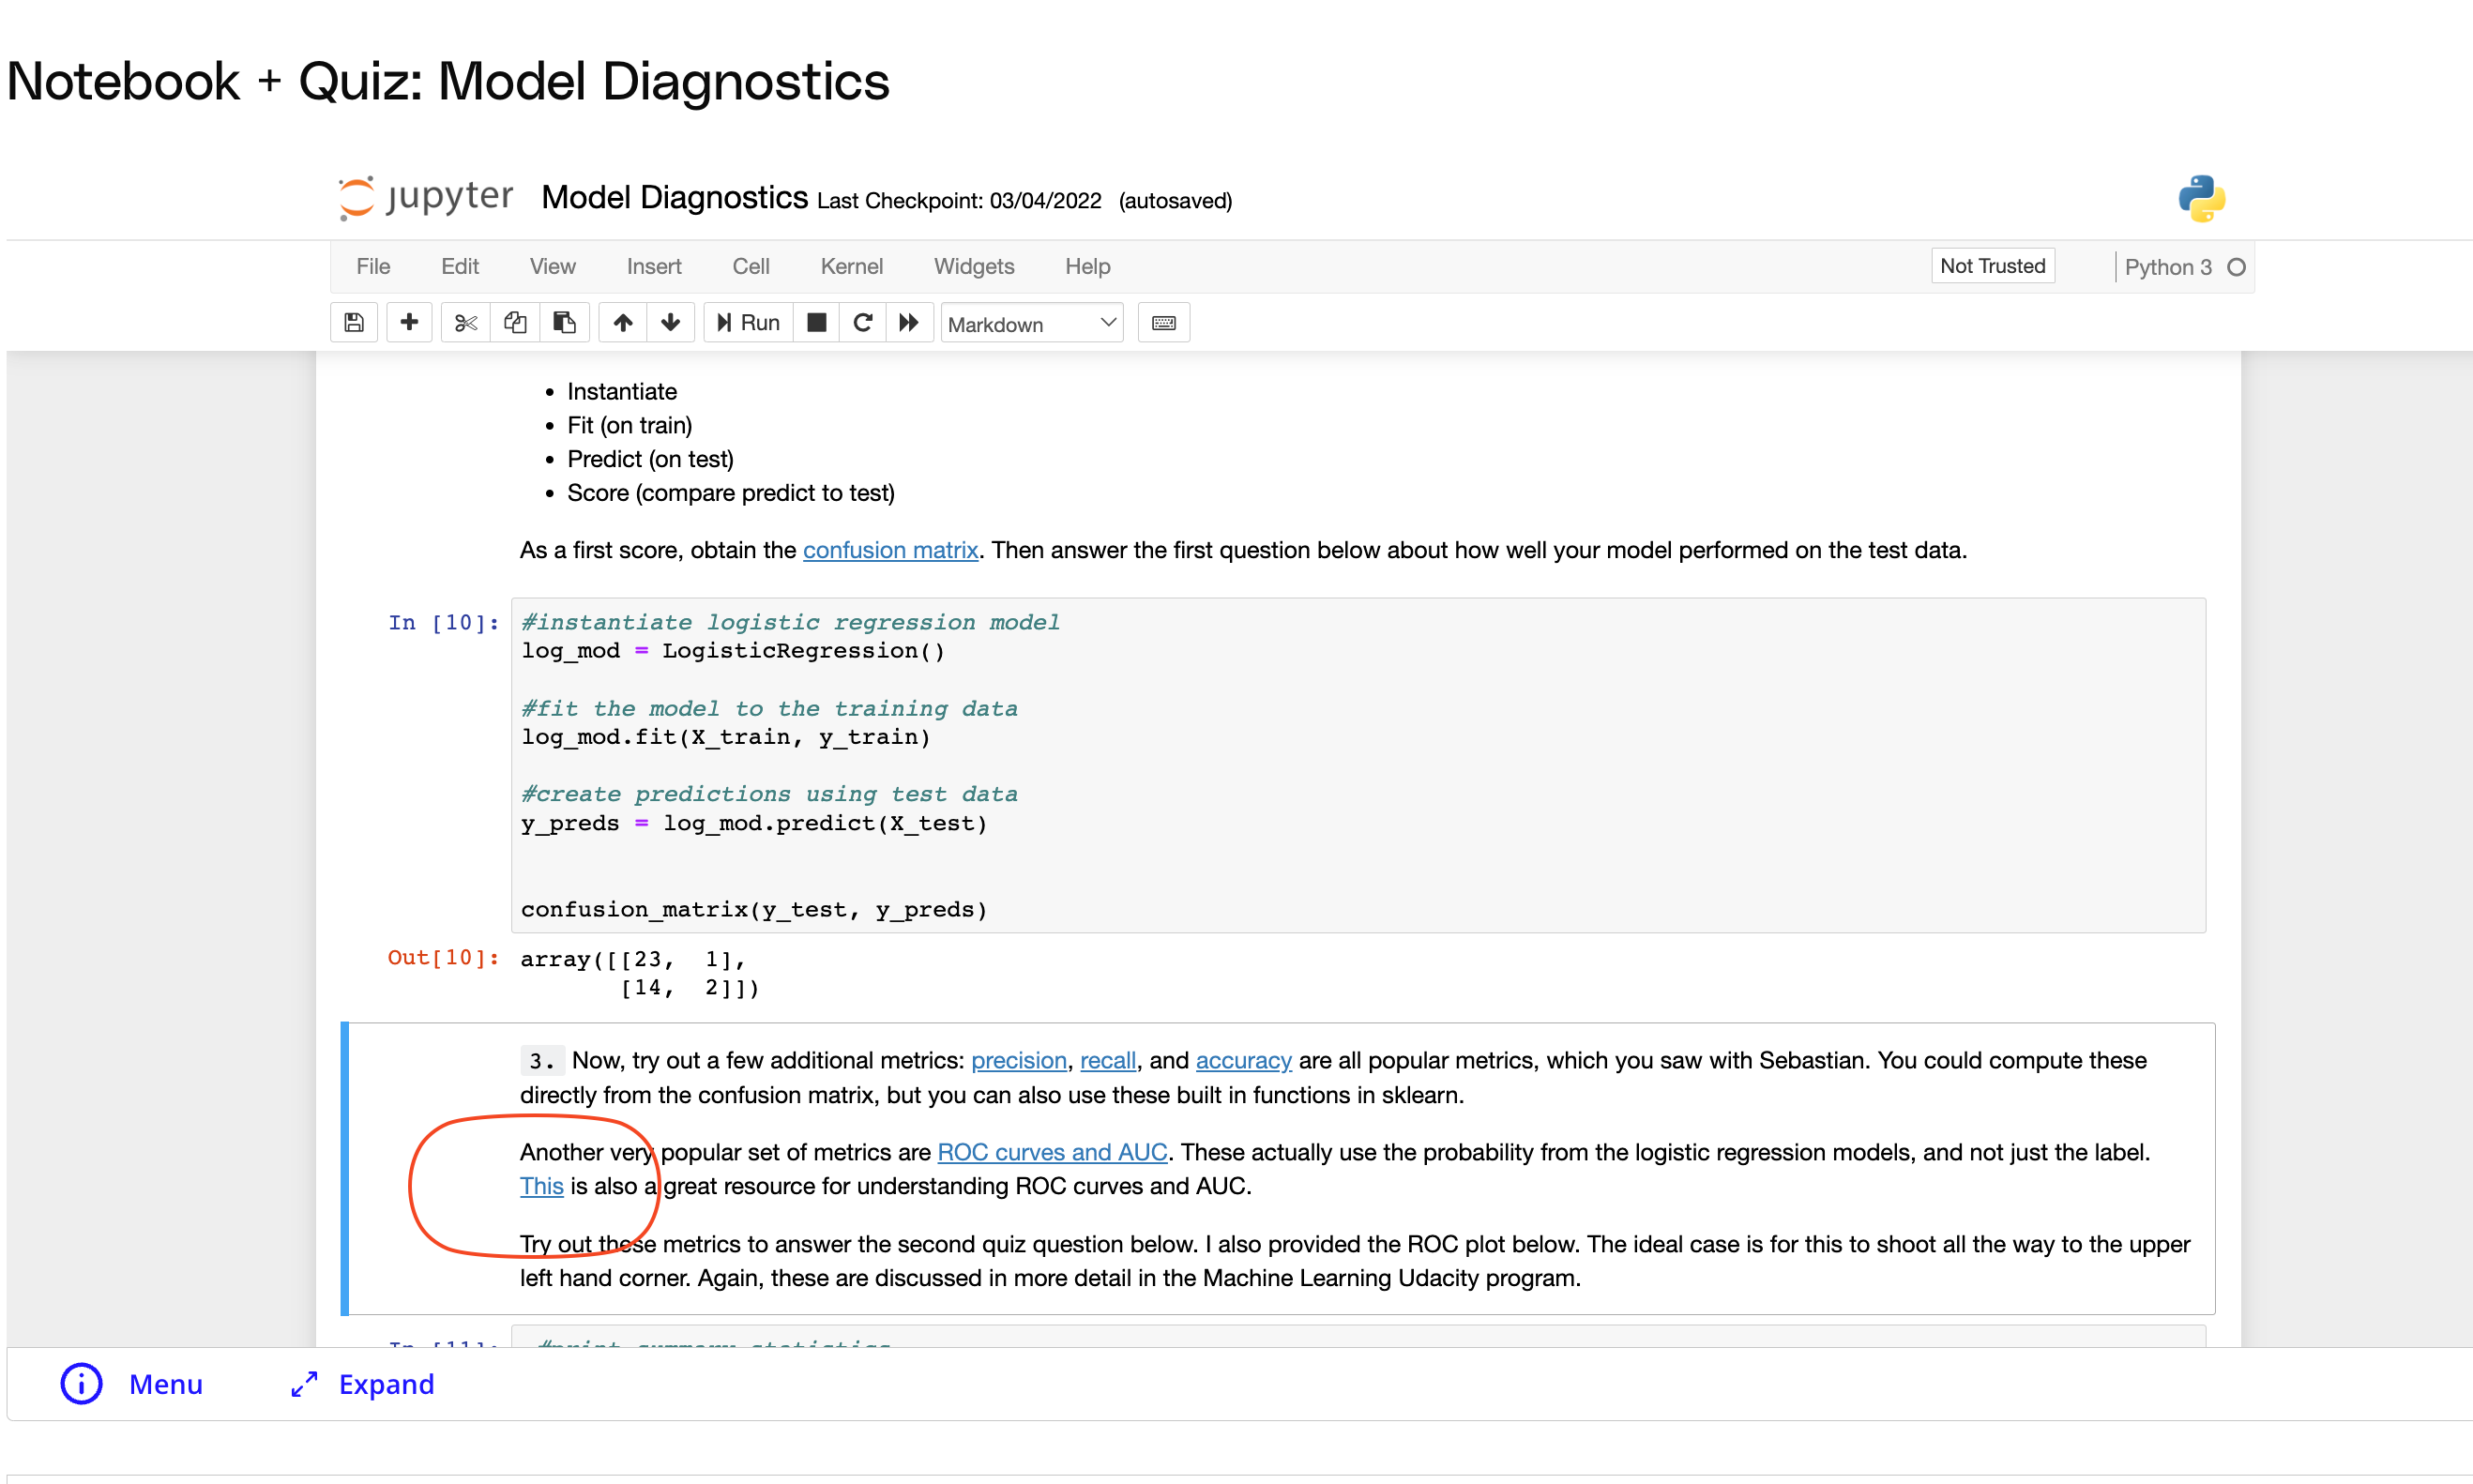 Notebook + Quiz: Model Diagnostics
jupyter Model Diagnostics Last Checkpoint: 03/04/2022 (autosaved)
File Edit View Insert Cell Kernel Widgets Help Not Trusted Python 3
Run Markdown
• Instantiate
• Fit (on train)
• Predict (on test)
• Score (compare predict to test)
As a first score, obtain the confusion matrix. Then answer the first question below about how well your model performed on the test data.
In [10]: #instantiate logistic regression model
log_mod = LogisticRegression()
#fit the model to the training data
log_mod.fit(X_train, y_train)
#create predictions using test data
y_preds = log_mod.predict(X_test)
confusion_matrix(y_test, y_preds)
Out[10]: array([[23, 1],
[14, 2]])
3. Now, try out a few additional metrics: precision, recall, and accuracy are all popular metrics, which you saw with Sebastian. You could compute these
directly from the confusion matrix, but you can also use these built in functions in sklearn.
Another very popular set of metrics are ROC curves and AUC. These actually use the probability from the logistic regression models, and not just the label.
This is also a great resource for understanding ROC curves and AUC.
Try out these metrics to answer the second quiz question below. I also provided the ROC plot below. The ideal case is for this to shoot all the way to the upper
left hand corner. Again, these are discussed in more detail in the Machine Learning Udacity program.
In [11]: #print summary statistics
Menu Expand